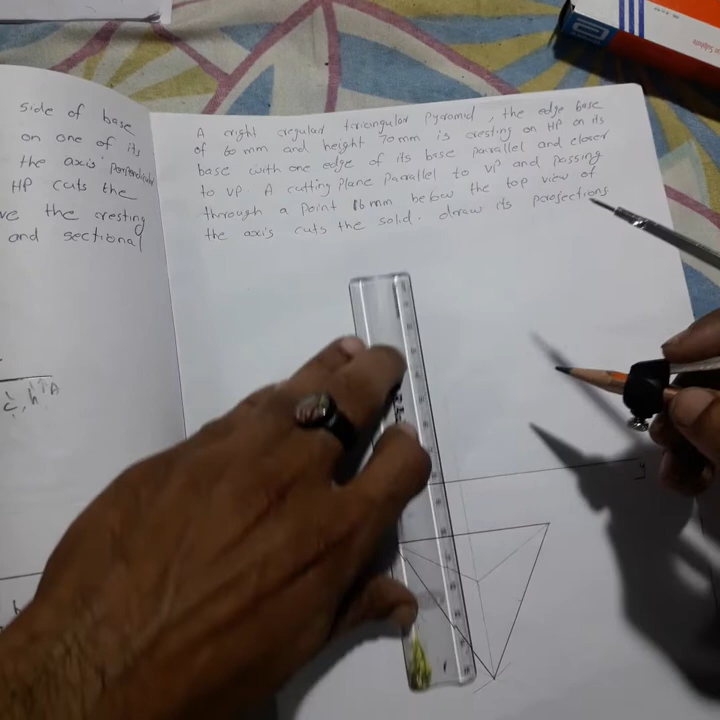 side of base
on one of its
the axis perpendicular
HP cuts the
ve the cresting
and sectional
A right regular triangular Pyramid, the edge base
of 60 mm and height 70 mm is cresting on HP on its
base with one edge of its base parallel and closer
to VP. A cutting Plane Parallel to VP and passing
through a Point 16 mm below the top view of
the axis cuts the solid. draw its projections
y